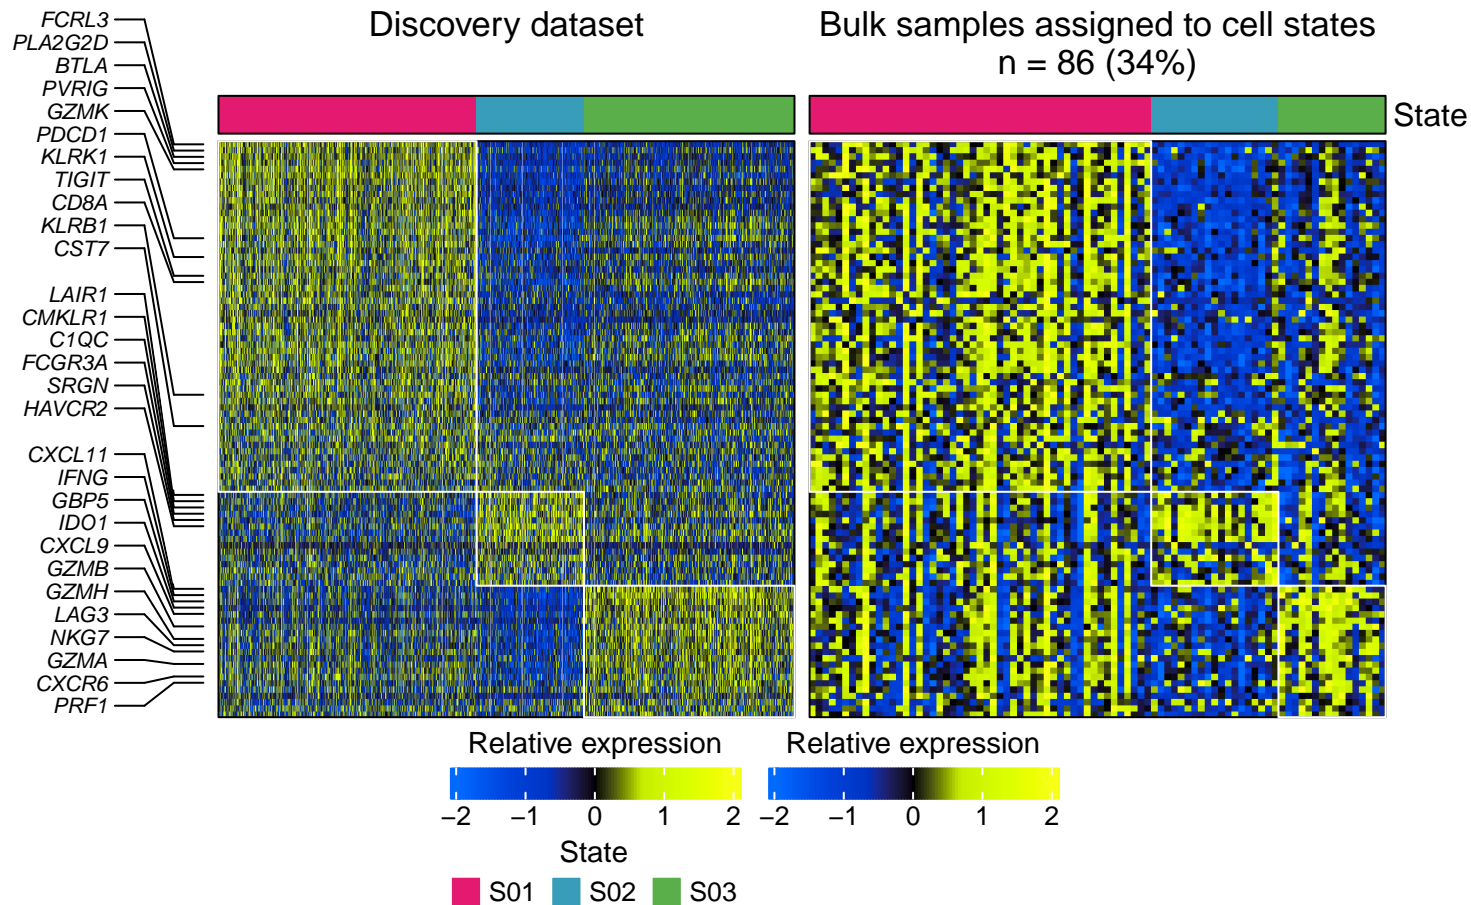 Discovery dataset
Bulk samples assigned to cell states
n = 86 (34%)
State
FCRL3
PLA2G2D
BTLA
PVRIG
GZMK
PDCD1
KLRK1
TIGIT
CD8A
KLRB1
CST7
LAIR1
CMKLR1
C1QC
FCGR3A
SRGN
HAVCR2
CXCL11
IFNG
GBP5
IDO1
CXCL9
GZMB
GZMH
LAG3
NKG7
GZMA
CXCR6
PRF1
Relative expression
−2 −1 0 1 2
Relative expression
−2 −1 0 1 2
State
S01 S02 S03